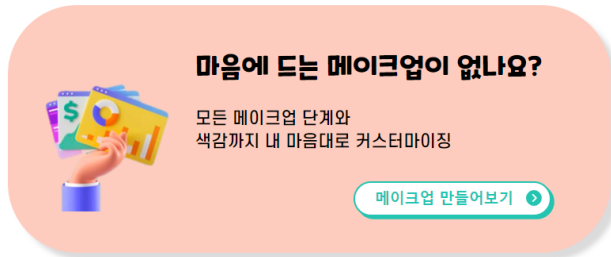 마음에 드는 메이크업이 없나요?
모든 메이크업 단계와
색감까지 내 마음대로 커스터마이징
메이크업 만들어보기
$